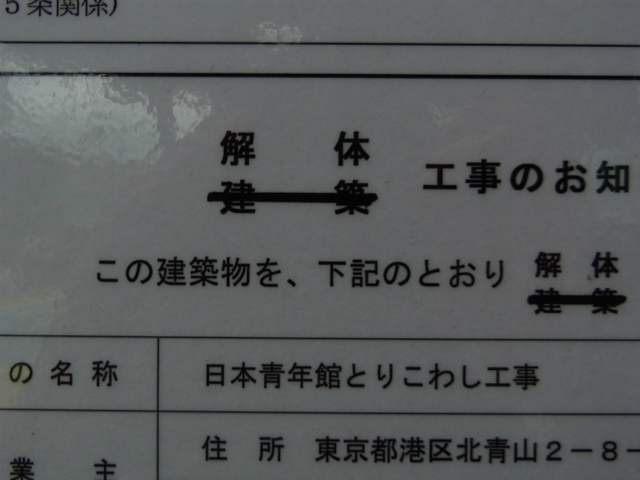 5条関係)
解 体
建 築
工事のお知
この建築物を、下記のとおり
解 体
建 築
の名称
日本青年館とりこわし工事
業 主
住 所 東京都港区北青山2-8-